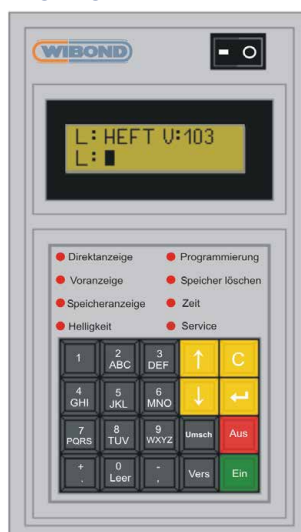 WIBOND
L:HEFT V:103
L:
Direktanzeige Programmierung
Voranzeige Speicher löschen
Speicheranzeige Zeit
Helligkeit Service
1 2 3 ↑ C
ABC DEF
4 5 6 ↓ ↵
GHI JKL MNO
7 8 9 Umsch Aus
PQRS TUV WXYZ
+ 0 - Vers Ein
. Leer ,